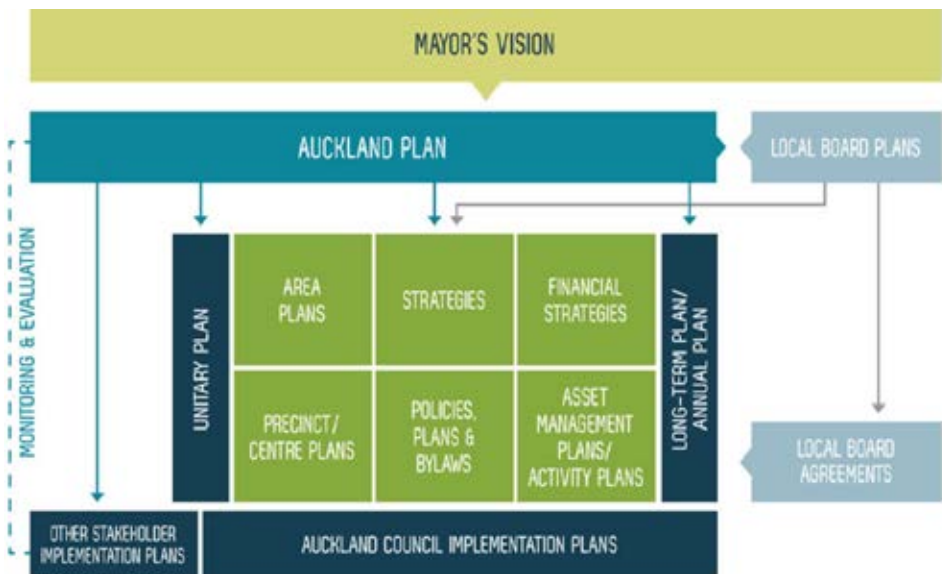 MAYOR'S VISION
AUCKLAND PLAN
LOCAL BOARD PLANS
MONITORING & EVALUATION
UNITARY PLAN
AREA
PLANS
STRATEGIES
FINANCIAL
STRATEGIES
LONG-TERM PLAN/
ANNUAL PLAN
PRECINCT/
CENTRE PLANS
POLICIES,
PLANS &
BYLAWS
ASSET
MANAGEMENT
PLANS/
ACTIVITY PLANS
LOCAL BOARD
AGREEMENTS
OTHER STAKEHOLDER
IMPLEMENTATION PLANS
AUCKLAND COUNCIL IMPLEMENTATION PLANS